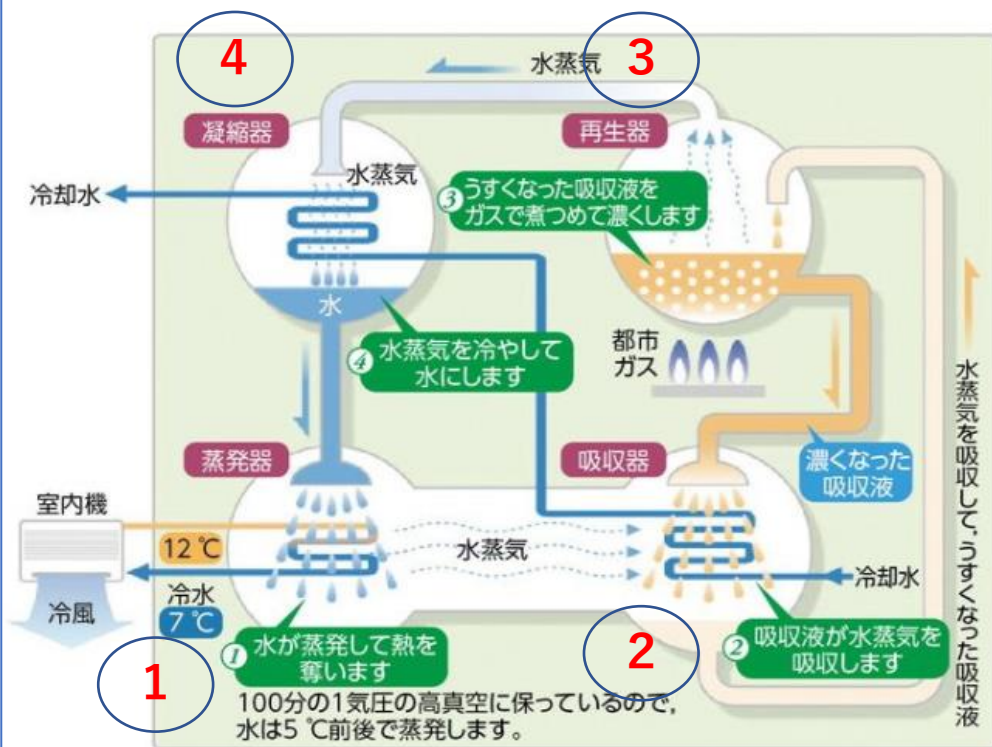 4
3
水蒸気
凝縮器
再生器
水蒸気
冷却水
③うすくなった吸収液を
ガスで煮つめて濃くします
水
④水蒸気を冷やして
水にします
都市
ガス
蒸発器
吸収器
濃くなった
吸収液
水蒸気を吸収して、うすくなった吸収液
室内機
12℃
水蒸気
冷却水
冷水
7℃
冷風
①水が蒸発して熱を
奪います
②吸収液が水蒸気を
吸収します
1
2
100分の1気圧の高真空に保っているので、
水は5℃前後で蒸発します。